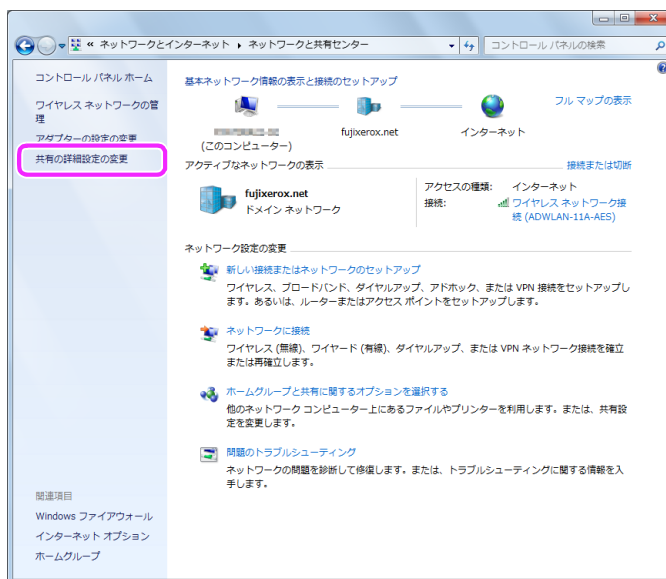 « ネットワークとインターネット ▸ ネットワークと共有センター
コントロール パネルの検索
コントロール パネル ホーム
ワイヤレス ネットワークの管
理
アダプターの設定の変更
共有の詳細設定の変更
基本ネットワーク情報の表示と接続のセットアップ
フル マップの表示
(このコンピューター)
fujixerox.net
インターネット
アクティブなネットワークの表示
接続または切断
fujixerox.net
ドメイン ネットワーク
アクセスの種類: インターネット
接続: ワイヤレス ネットワーク接
続 (ADWLAN-11A-AES)
ネットワーク設定の変更
新しい接続またはネットワークのセットアップ
ワイヤレス、ブロードバンド、ダイヤルアップ、アドホック、または VPN 接続をセットアップし
ます。あるいは、ルーターまたはアクセス ポイントをセットアップします。
ネットワークに接続
ワイヤレス (無線)、ワイヤード (有線)、ダイヤルアップ、または VPN ネットワーク接続を確立
または再確立します。
ホームグループと共有に関するオプションを選択する
他のネットワーク コンピューター上にあるファイルやプリンターを利用します。または、共有設
定を変更します。
問題のトラブルシューティング
ネットワークの問題を診断して修復します。または、トラブルシューティングに関する情報を入
手します。
関連項目
Windows ファイアウォール
インターネット オプション
ホームグループ